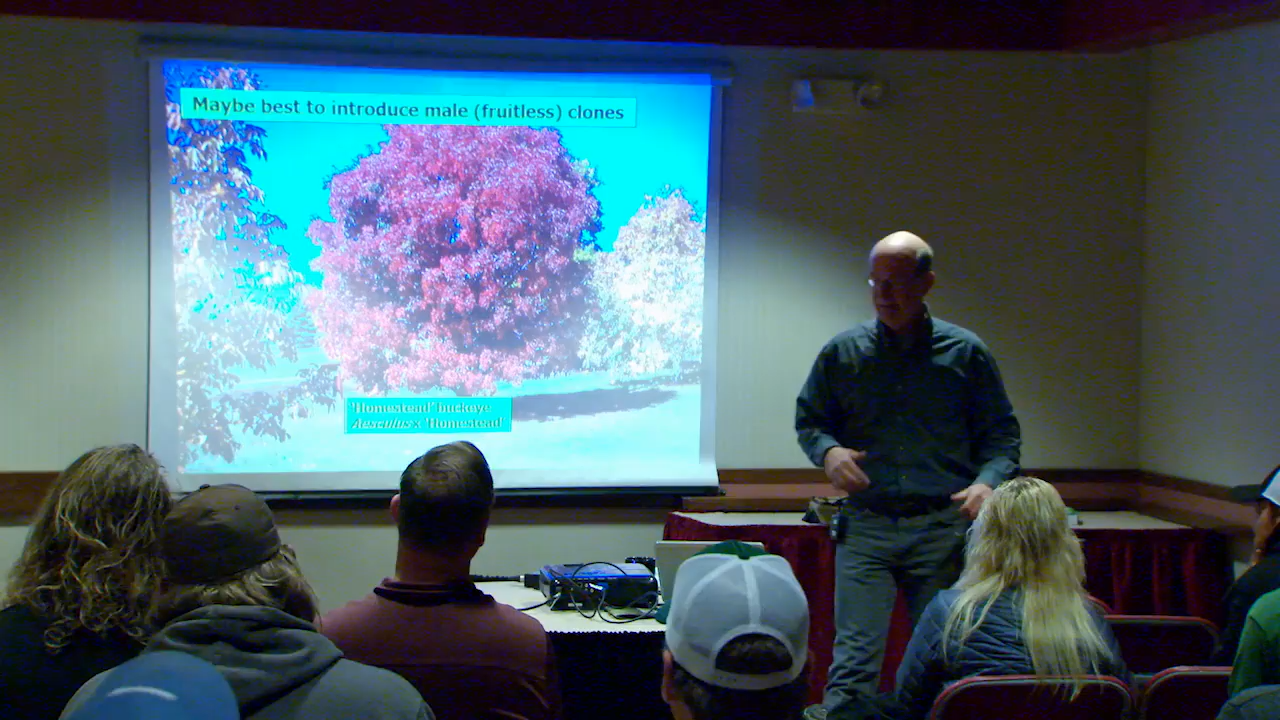 Maybe best to introduce male (fruitless) clones
'Homestead' buckeye
Aesculus x 'Homestead'